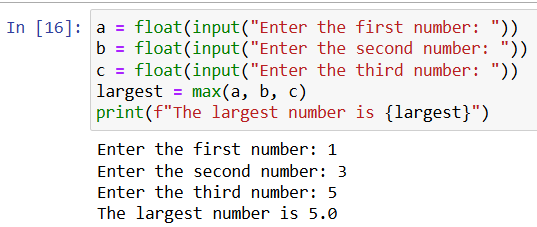 In [16]: a = float(input("Enter the first number: "))
b = float(input("Enter the second number: "))
c = float(input("Enter the third number: "))
largest = max(a, b, c)
print(f"The largest number is {largest}")
Enter the first number: 1
Enter the second number: 3
Enter the third number: 5
The largest number is 5.0